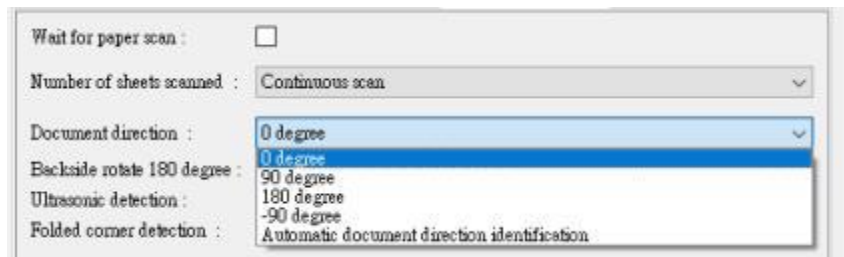 Wait for paper scan :
Number of sheets scanned : Continuous scan
Document direction : 0 degree
0 degree
Backside rotate 180 degree :
90 degree
Ultrasonic detection :
180 degree
-90 degree
Folded corner detection :
Automatic document direction identification